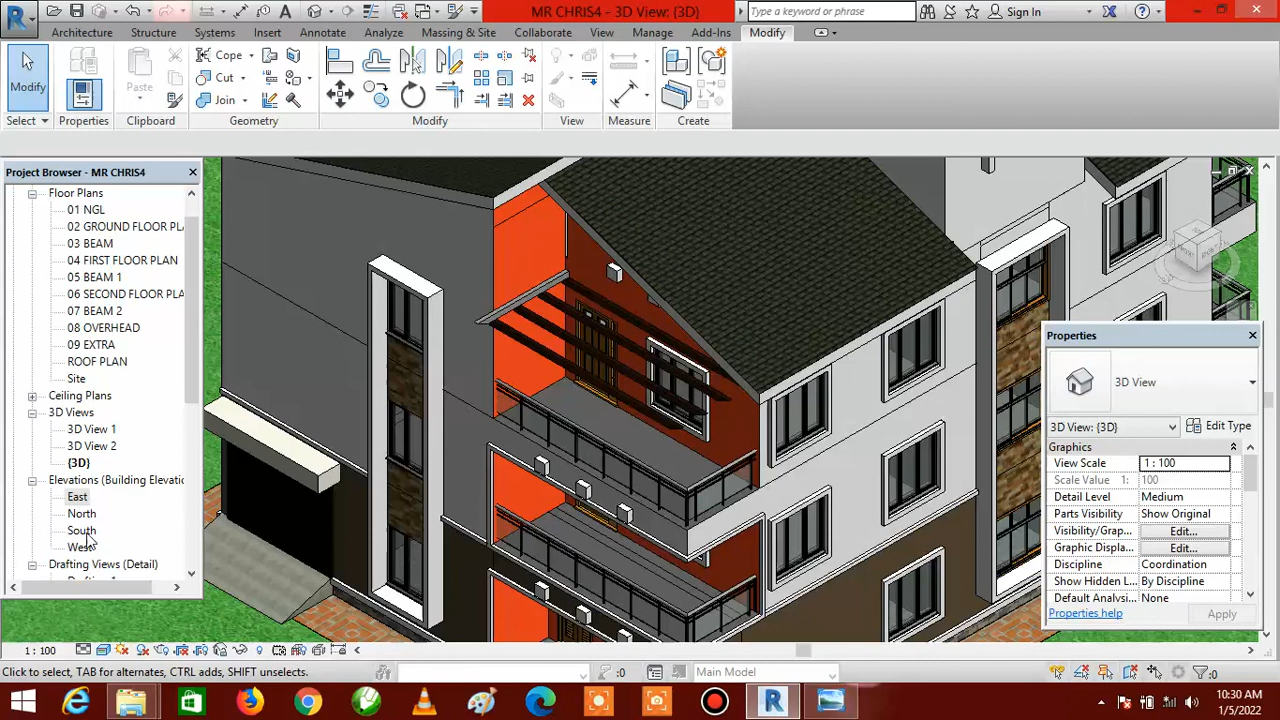 MR CHRIS4 - 3D View: {3D}
Type a keyword or phrase
Sign In
Architecture Structure Systems Insert Annotate Analyze Massing & Site Collaborate View Manage Add-Ins Modify
Modify
Paste
Cope
Cut
Join
Select Properties Clipboard Geometry Modify View Measure Create
Project Browser - MR CHRIS4
Floor Plans
01 NGL
02 GROUND FLOOR PLA
03 BEAM
04 FIRST FLOOR PLAN
05 BEAM 1
06 SECOND FLOOR PLA
07 BEAM 2
08 OVERHEAD
09 EXTRA
ROOF PLAN
Site
Ceiling Plans
3D Views
3D View 1
3D View 2
{3D}
Elevations (Building Elevatio
East
North
South
West
Drafting Views (Detail)
Properties
3D View
3D View: {3D}
Edit Type
Graphics
View Scale 1 : 100
Scale Value 1: 100
Detail Level Medium
Parts Visibility Show Original
Visibility/Grap... Edit...
Graphic Displa... Edit...
Discipline Coordination
Show Hidden L... By Discipline
Default Analysi... None
Properties help
Apply
1 : 100
Click to select, TAB for alternates, CTRL adds, SHIFT unselects.
:0
Main Model
:0
10:30 AM
1/5/2022